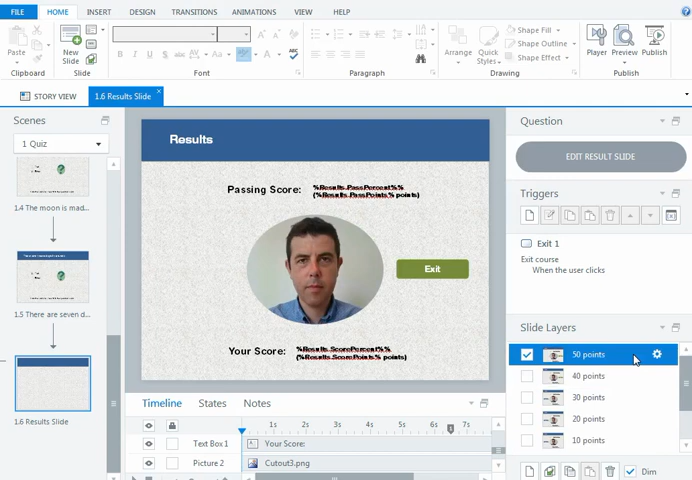 FILE HOME INSERT DESIGN TRANSITIONS ANIMATIONS VIEW HELP
Paste
New
Slide
Arrange
Quick
Styles
Shape Fill
Shape Outline
Shape Effect
Player Preview Publish
Clipboard Slide Font Paragraph Drawing Publish
STORY VIEW 1.6 Results Slide
Scenes
1 Quiz
1.4 The moon is mad...
1.5 There are seven d...
1.6 Results Slide
Results
Passing Score: %Results.PassPercent%%
(%Results.PassPoints% points)
Exit
Your Score: %Results.ScorePercent%%
(%Results.ScorePoints% points)
Timeline States Notes
1s 2s 3s 4s 5s 6s 7s
Text Box 1 Your Score:
Picture 2 Cutout3.png
Question
EDIT RESULT SLIDE
Triggers
Exit 1
Exit course
When the user clicks
Slide Layers
50 points
40 points
30 points
20 points
10 points
Dim